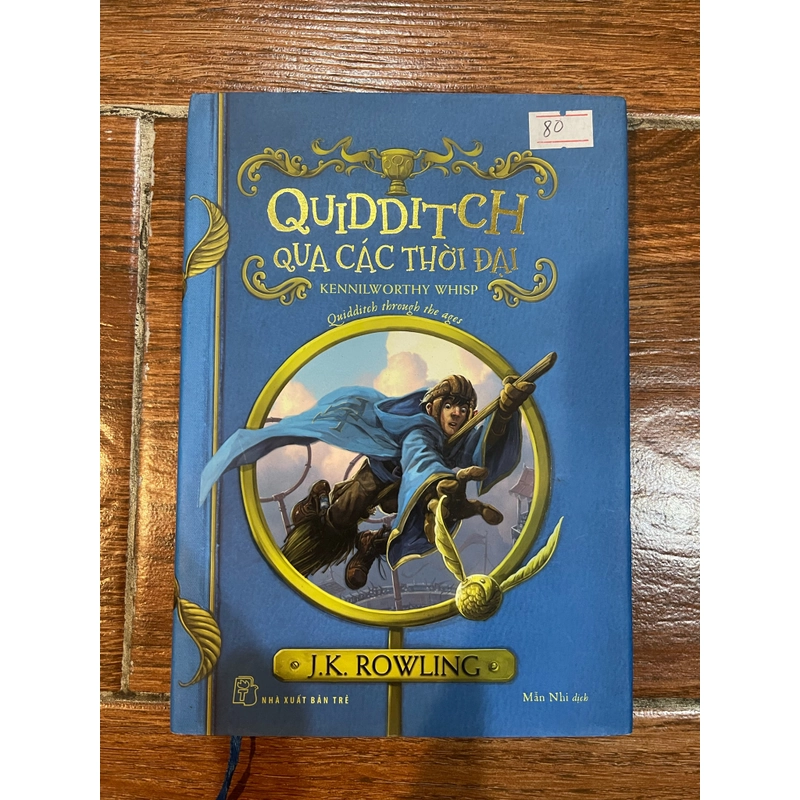 80
QUIDDITCH
QUA CÁC THỜI ĐẠI
KENNILWORTHY WHISP
Quidditch through the ages
J.K. ROWLING
NHÀ XUẤT BẢN TRẺ
Mẫn Nhi dịch